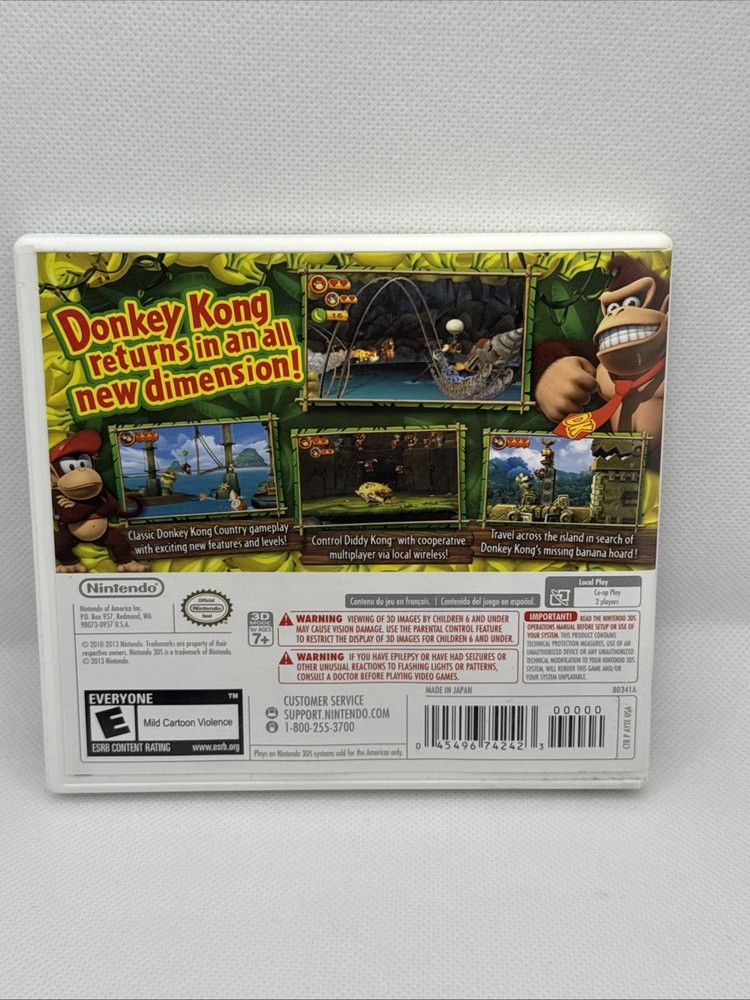 Donkey Kong
returns in an all
new dimension!
16
Classic Donkey Kong Country gameplay
with exciting new features and levels!
Control Diddy Kong™ with cooperative
multiplayer via local wireless!
Travel across the island in search of
Donkey Kong's missing banana hoard!
Nintendo
Nintendo of America Inc.
P.O. Box 957, Redmond, WA
98073-0957 U.S.A.
Official
Nintendo
Seal
© 2010-2013 Nintendo. Trademarks are property of their
respective owners. Nintendo 3DS is a trademark of Nintendo.
© 2013 Nintendo.
Contenu du jeu en français. | Contenido del juego en español.
Local Play
Co-op Play
2 players
3D
MODE
for AGES
7+
WARNING VIEWING OF 3D IMAGES BY CHILDREN 6 AND UNDER
MAY CAUSE VISION DAMAGE. USE THE PARENTAL CONTROL FEATURE
TO RESTRICT THE DISPLAY OF 3D IMAGES FOR CHILDREN 6 AND UNDER.
WARNING IF YOU HAVE EPILEPSY OR HAVE HAD SEIZURES OR
OTHER UNUSUAL REACTIONS TO FLASHING LIGHTS OR PATTERNS,
CONSULT A DOCTOR BEFORE PLAYING VIDEO GAMES.
IMPORTANT! READ THE NINTENDO 3DS
OPERATIONS MANUAL BEFORE SETUP OR USE OF
YOUR SYSTEM. THIS PRODUCT CONTAINS
TECHNICAL PROTECTION MEASURES. USE OF AN
UNAUTHORIZED DEVICE OR ANY UNAUTHORIZED
TECHNICAL MODIFICATION TO YOUR NINTENDO 3DS
SYSTEM, WILL RENDER THIS GAME AND/OR
YOUR SYSTEM UNPLAYABLE.
EVERYONE TM
E
Mild Cartoon Violence
ESRB CONTENT RATING www.esrb.org
CUSTOMER SERVICE
SUPPORT.NINTENDO.COM
1-800-255-3700
Plays on Nintendo 3DS systems sold for the Americas only.
MADE IN JAPAN
80341A
00000
0 45496 74242 3
CTR P AYTE USA